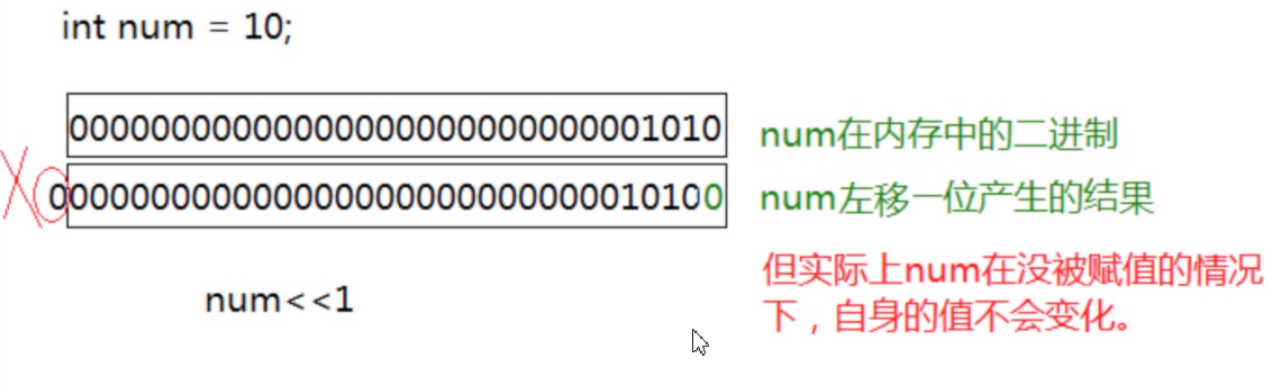 int num = 10;
00000000000000000000000000001010 num在内存中的二进制
000000000000000000000000000010100 num左移一位产生的结果
但实际上num在没被赋值的情况
下，自身的值不会变化。
num<<1